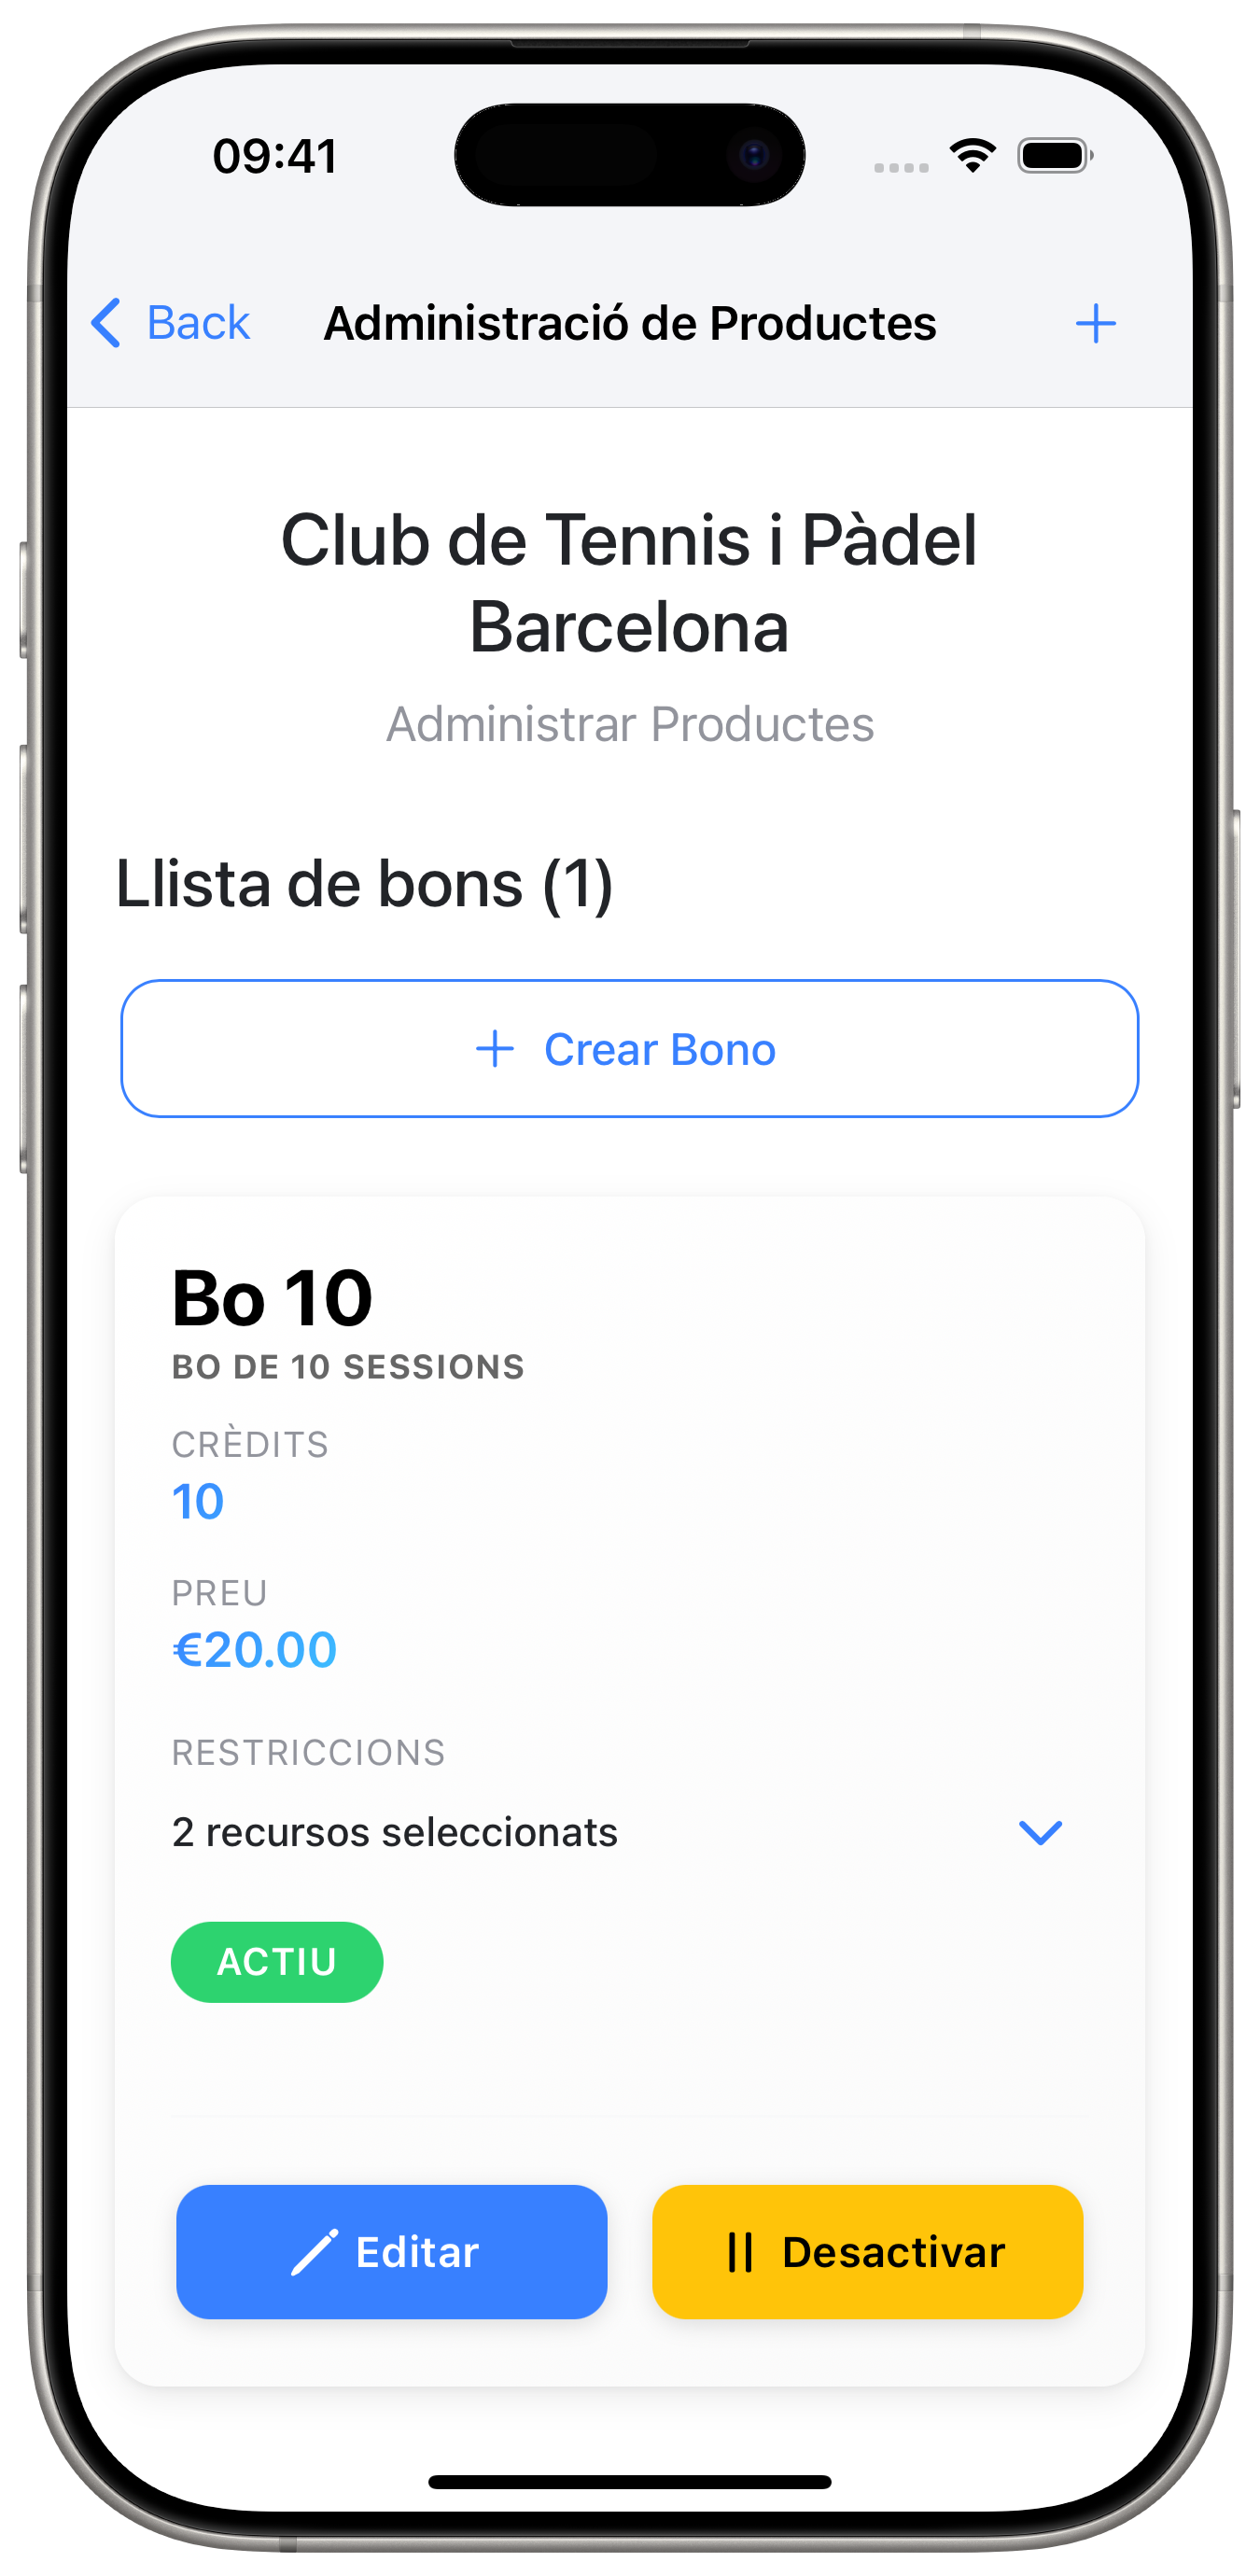 09:41
Back
Administració de Productes
Club de Tennis i Pàdel
Barcelona
Administrar Productes
Llista de bons (1)
Crear Bono
Bo 10
BO DE 10 SESSIONS
CRÈDITS
10
PREU
€20.00
RESTRICCIONS
2 recursos seleccionats
ACTIU
Editar
Desactivar